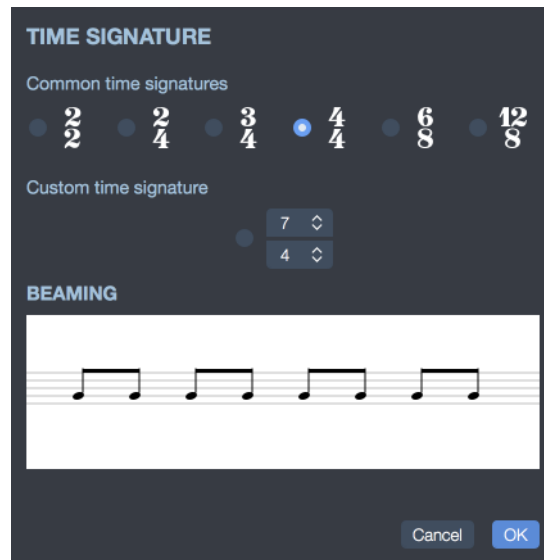 TIME SIGNATURE
Common time signatures
2 2 3 4 6 12
2 4 4 4 8 8
Custom time signature
7
4
BEAMING
Cancel OK